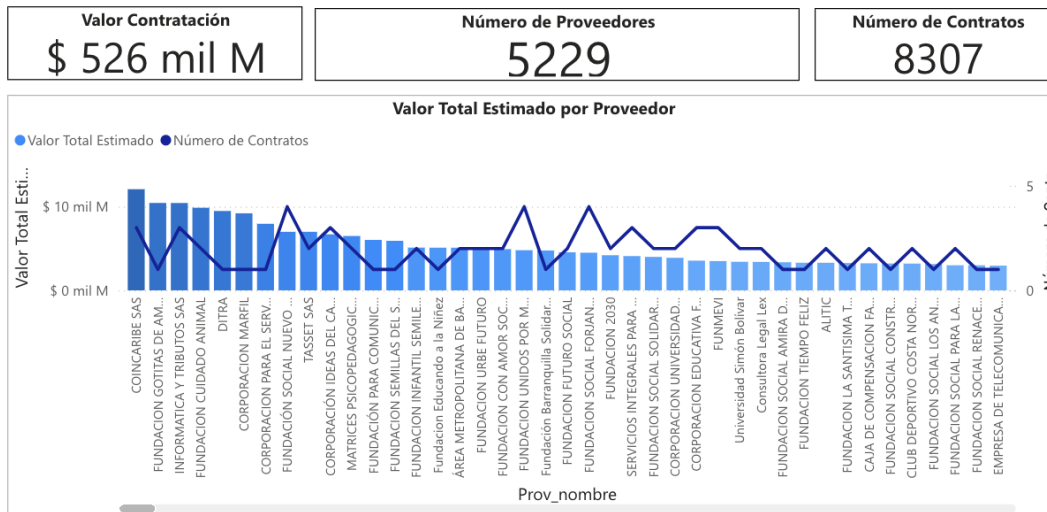 Valor Contratación
$ 526 mil M
Número de Proveedores
5229
Número de Contratos
8307
Valor Total Estimado por Proveedor
Valor Total Estimado
Número de Contratos
Valor Total Esti...
$ 10 mil M
$ 0 mil M
5
0
COINCARIBE SAS
FUNDACION GOTITAS DE AM...
INFORMATICA Y TRIBUTOS SAS
FUNDACION CUIDADO ANIMAL
DITRA
CORPORACION MARFIL
CORPORACION PARA EL SERV...
FUNDACIÓN SOCIAL NUEVO ...
TASSET SAS
CORPORACIÓN IDEAS DEL CA...
MATRICES PSICOPEDAGOGIC...
FUNDACIÓN PARA COMUNIC...
FUNDACION SEMILLAS DEL S...
FUNDACION INFANTIL SEMILE...
Fundacion Educando a la Niñez
ÁREA METROPOLITANA DE BA...
FUNDACION URBE FUTURO
FUNDACION CON AMOR SOC...
FUNDACION UNIDOS POR M...
Fundación Barranquilla Solidar...
FUNDACION FUTURO SOCIAL
FUNDACION SOCIAL FORJAN...
FUNDACION 2030
SERVICIOS INTEGRALES PARA ...
FUNDACION SOCIAL SOLIDAR...
CORPORACION UNIVERSIDAD...
CORPORACION EDUCATIVA F...
FUNMEVI
Universidad Simón Bolívar
Consultora Legal Lex
FUNDACION SOCIAL AMIRA D...
FUNDACION TIEMPO FELIZ
ALITIC
FUNDACION LA SANTISIMA T...
CAJA DE COMPENSACION FA...
FUNDACION SOCIAL CONSTR...
CLUB DEPORTIVO COSTA NOR...
FUNDACION SOCIAL LOS AN...
FUNDACION SOCIAL PARA LA...
FUNDACION SOCIAL RENACE...
EMPRESA DE TELECOMUNICA...
Prov_nombre